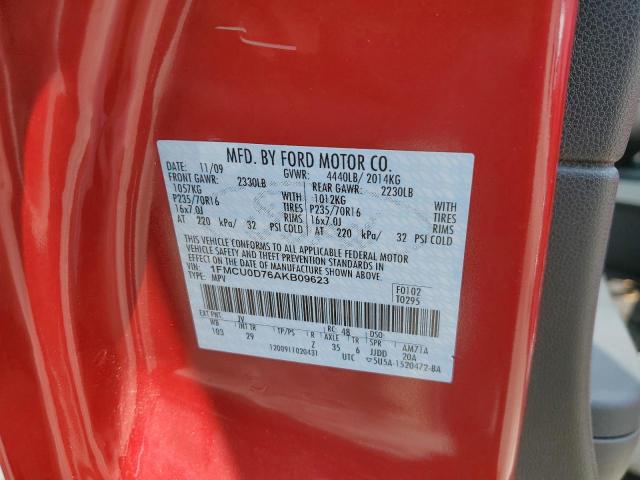 MFD. BY FORD MOTOR CO.
DATE: 11/09 GVWR: 4440LB/ 2014KG
FRONT GAWR: 2330LB REAR GAWR: 2230LB
1057KG WITH 1012KG WITH
P235/70R16 TIRES P235/70R16 TIRES
16x7.0J RIMS 16x7.0J RIMS
AT 220 kPa/ 32 PSI COLD AT 220 kPa/ 32 PSI COLD
THIS VEHICLE CONFORMS TO ALL APPLICABLE FEDERAL MOTOR
VEHICLE SAFETY AND THEFT PREVENTION STANDARDS IN
EFFECT ON THE DATE OF MANUFACTURE SHOWN ABOVE.
VIN: 1FMCU0D76AKB09623
TYPE: MPV
F0102
T0295
EXT PNT: JV RC: 48 DSO:
WB INT TR TP/PS R AXLE TR SPR AM71A
103 29 Z 35 6 JJDD 20A
12009111020431 UTC 5U5A-1520472-BA